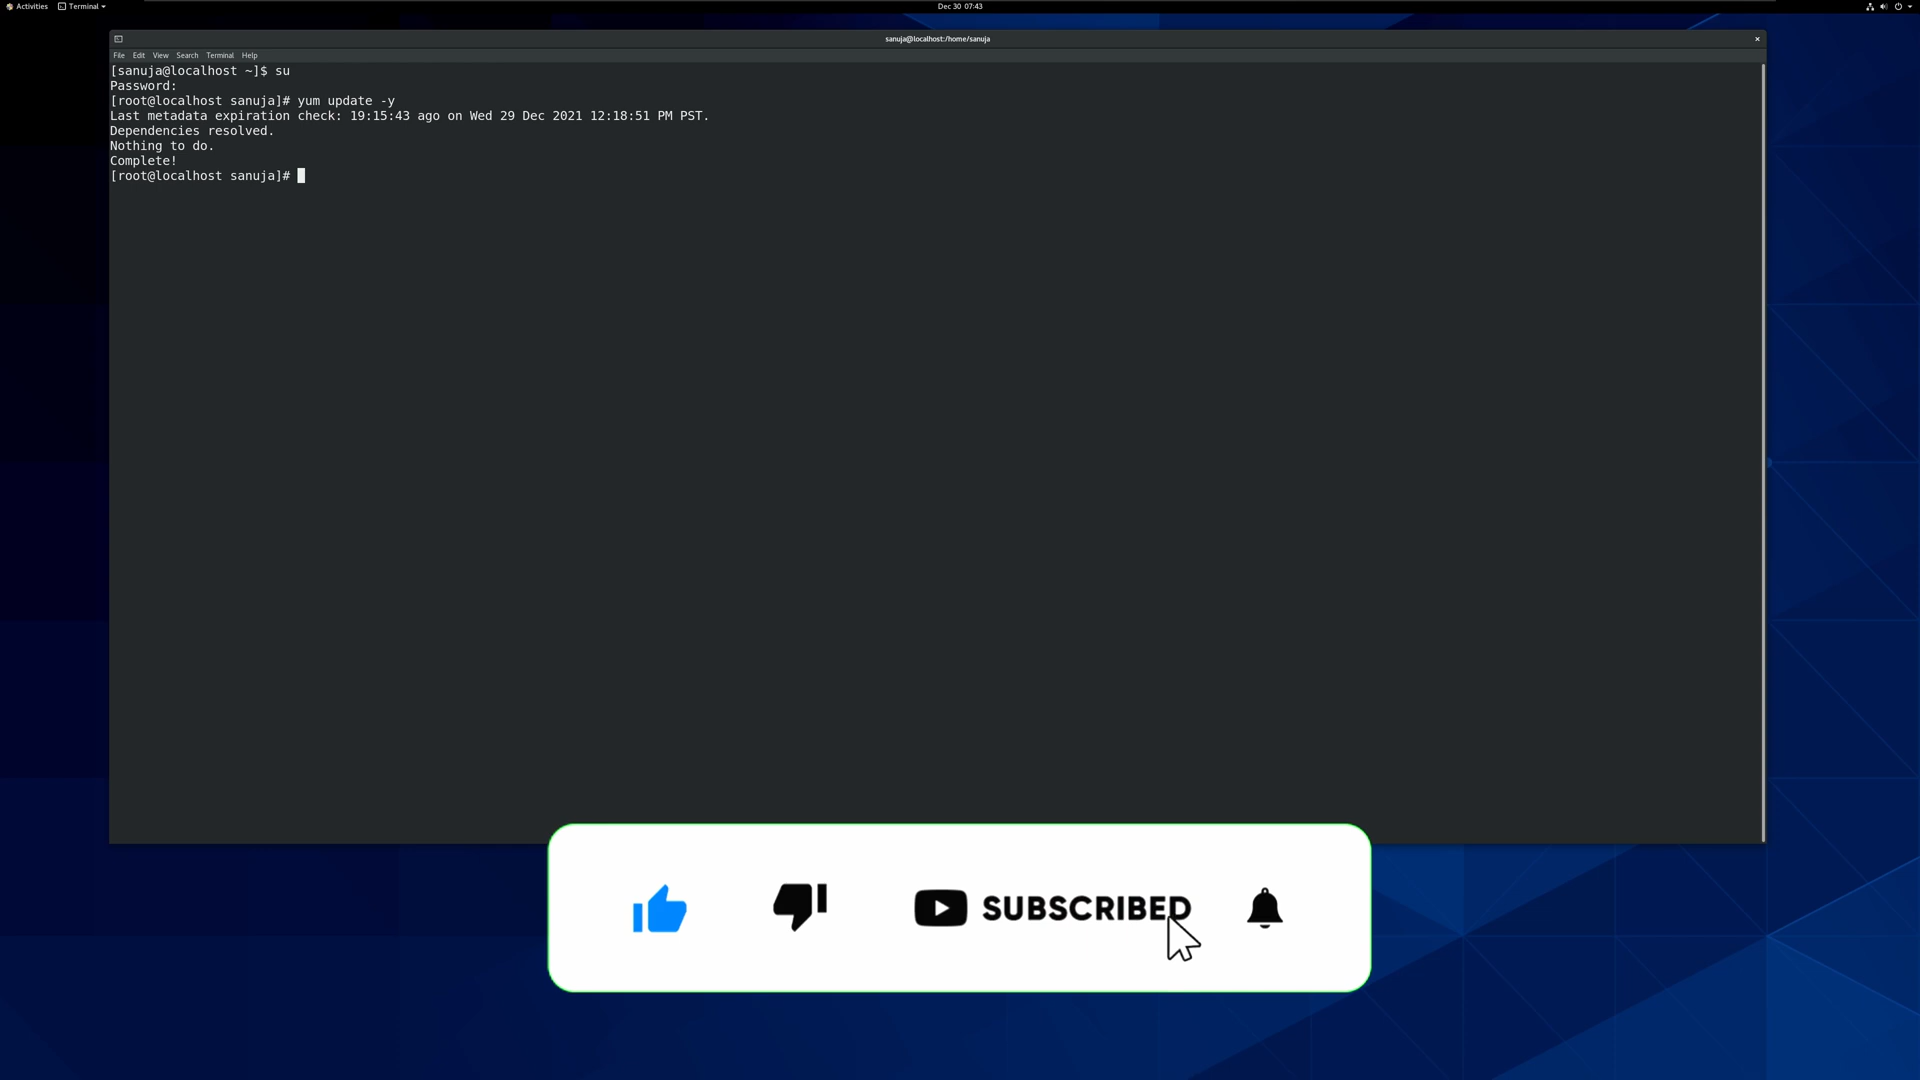 Activities Terminal Dec 30 07:43
sanuja@localhost:/home/sanuja
File Edit View Search Terminal Help
[sanuja@localhost ~]$ su
Password:
[root@localhost sanuja]# yum update -y
Last metadata expiration check: 19:15:43 ago on Wed 29 Dec 2021 12:18:51 PM PST.
Dependencies resolved.
Nothing to do.
Complete!
[root@localhost sanuja]#
SUBSCRIBED